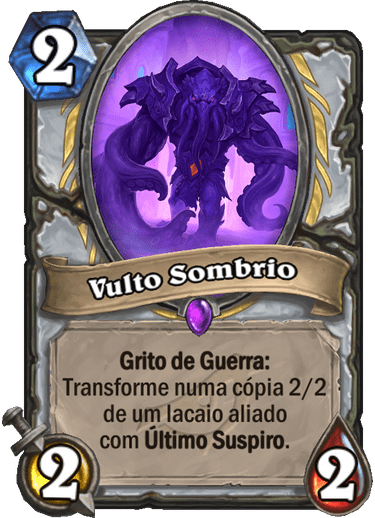 2
Vulto Sombrio
Grito de Guerra:
Transforme numa cópia 2/2
de um lacaio aliado
com Último Suspiro.
2
2